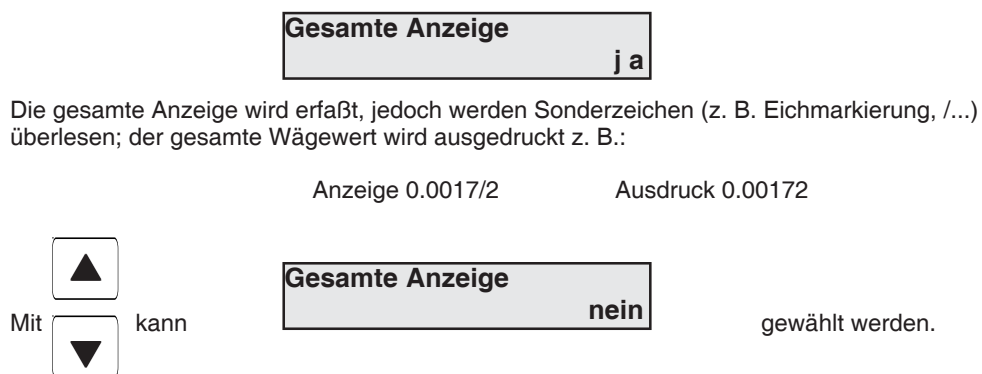 Gesamte Anzeige
j a
Die gesamte Anzeige wird erfaßt, jedoch werden Sonderzeichen (z. B. Eichmarkierung, /...)
überlesen; der gesamte Wägewert wird ausgedruckt z. B.:
Anzeige 0.0017/2 Ausdruck 0.00172
Gesamte Anzeige
nein
Mit kann gewählt werden.